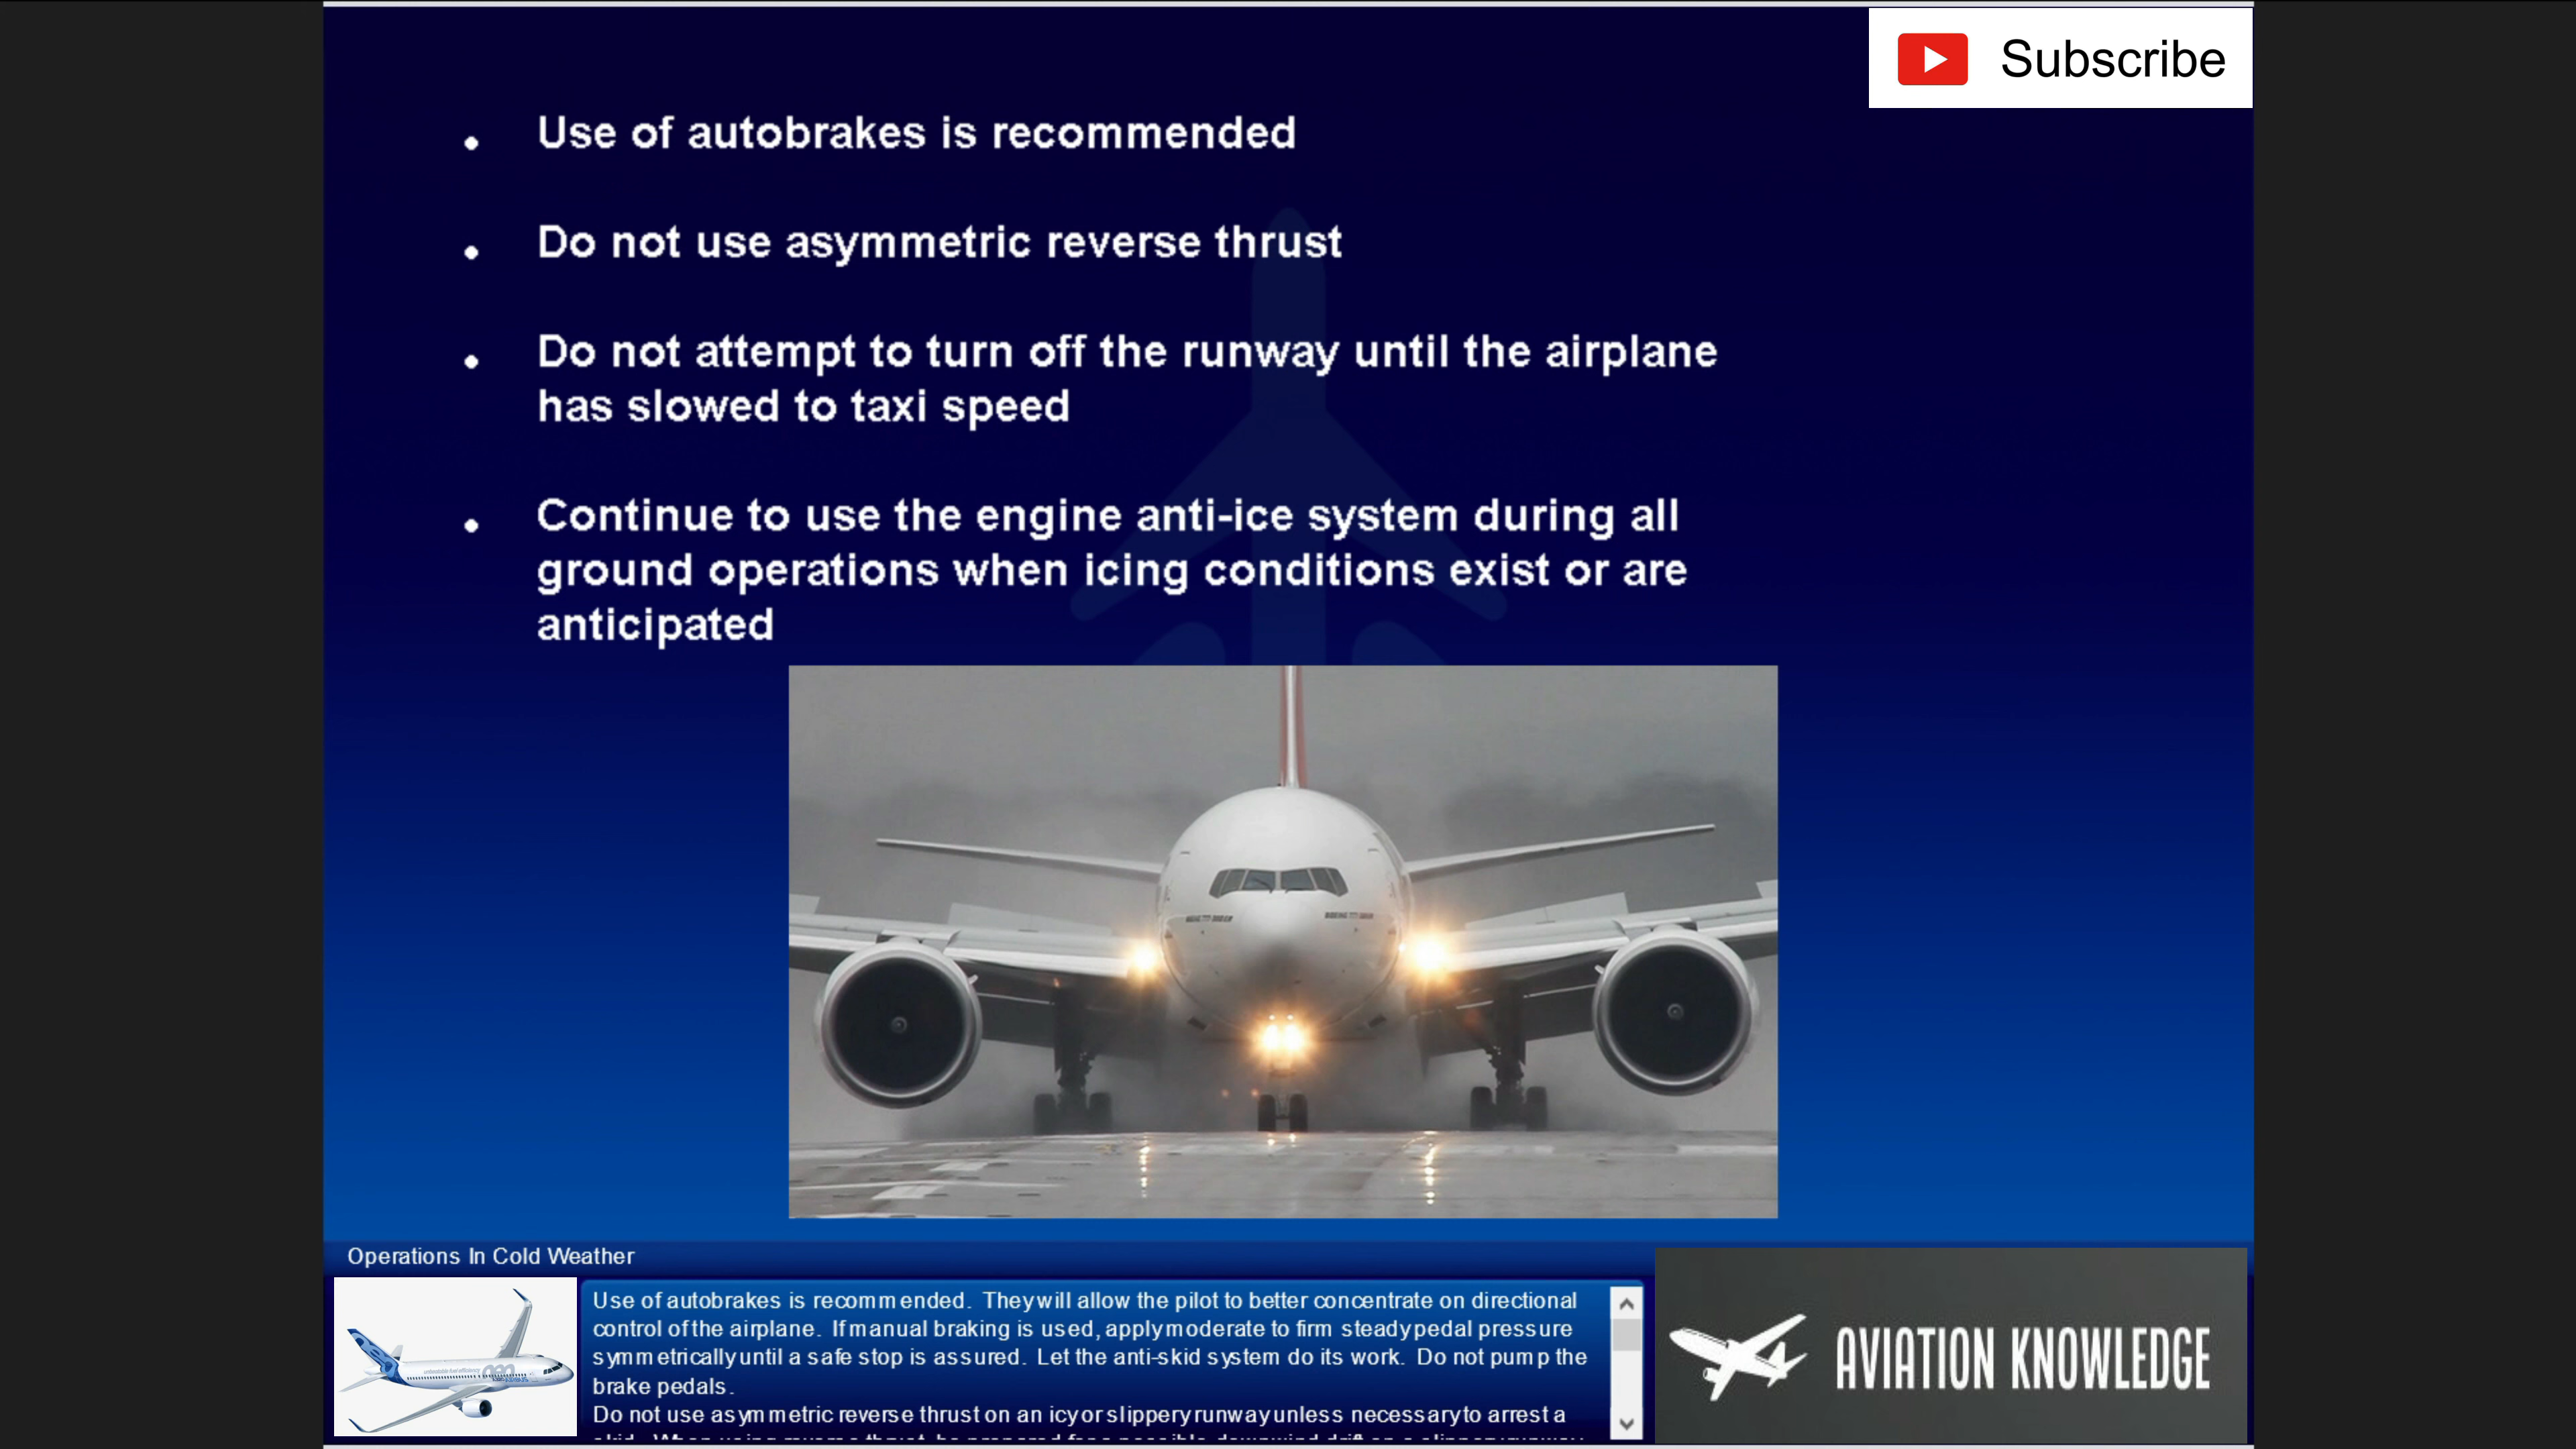 Subscribe
Use of autobrakes is recommended
Do not use asymmetric reverse thrust
Do not attempt to turn off the runway until the airplane
has slowed to taxi speed
Continue to use the engine anti-ice system during all
ground operations when icing conditions exist or are
anticipated
Operations In Cold Weather
Use of autobrakes is recommended. They will allow the pilot to better concentrate on directional
control of the airplane. If manual braking is used, apply moderate to firm steady pedal pressure
symmetrically until a safe stop is assured. Let the anti-skid system do its work. Do not pump the
brake pedals.
Do not use asymmetric reverse thrust on an icy or slippery runway unless necessary to arrest a
AVIATION KNOWLEDGE